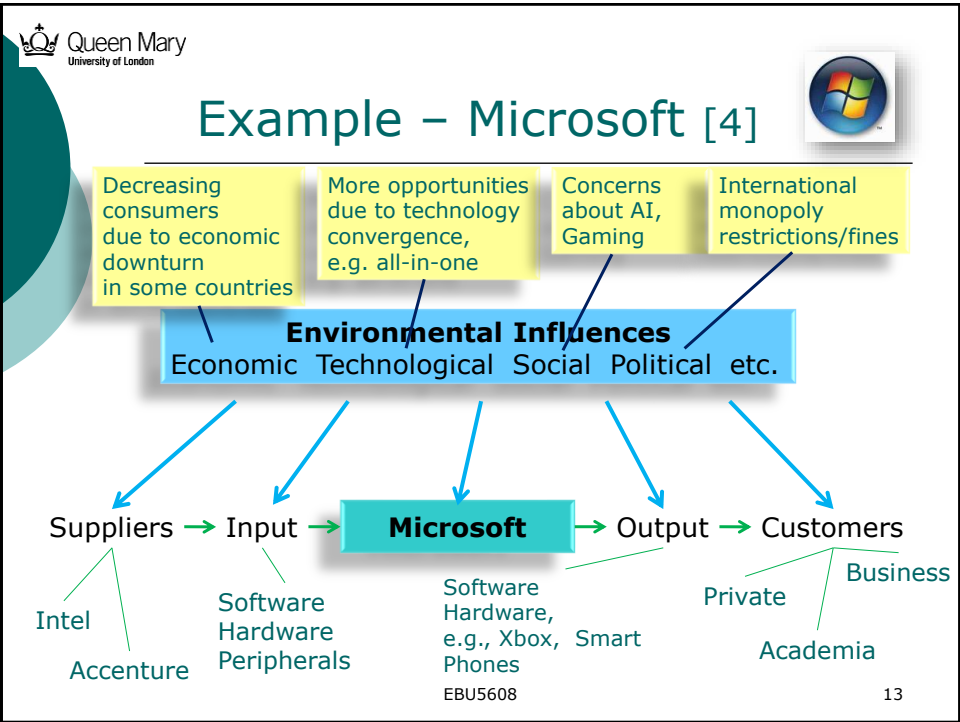 Queen Mary
University of London
Example – Microsoft [4]
Decreasing
consumers
due to economic
downturn
in some countries
More opportunities
due to technology
convergence,
e.g. all-in-one
Concerns
about AI,
Gaming
International
monopoly
restrictions/fines
Environmental Influences
Economic Technological Social Political etc.
Suppliers Input Microsoft Output Customers
Intel
Accenture
Software
Hardware
Peripherals
Software
Hardware,
e.g., Xbox, Smart
Phones
Private
Academia
Business
EBU5608
13